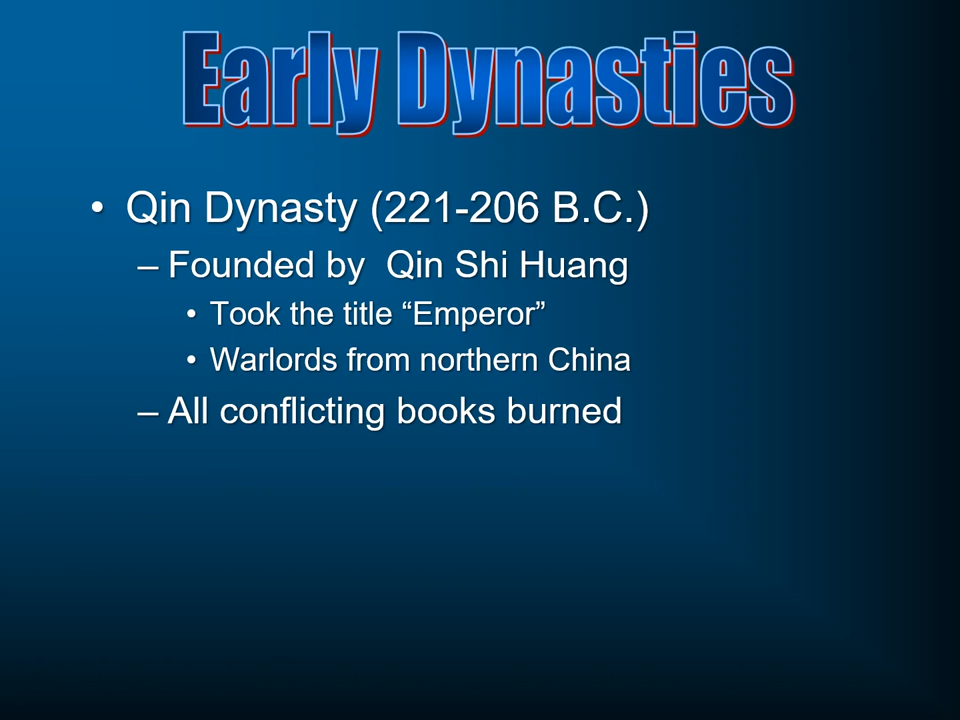 Early Dynasties
• Qin Dynasty (221-206 B.C.)
– Founded by  Qin Shi Huang
• Took the title “Emperor”
• Warlords from northern China
– All conflicting books burned